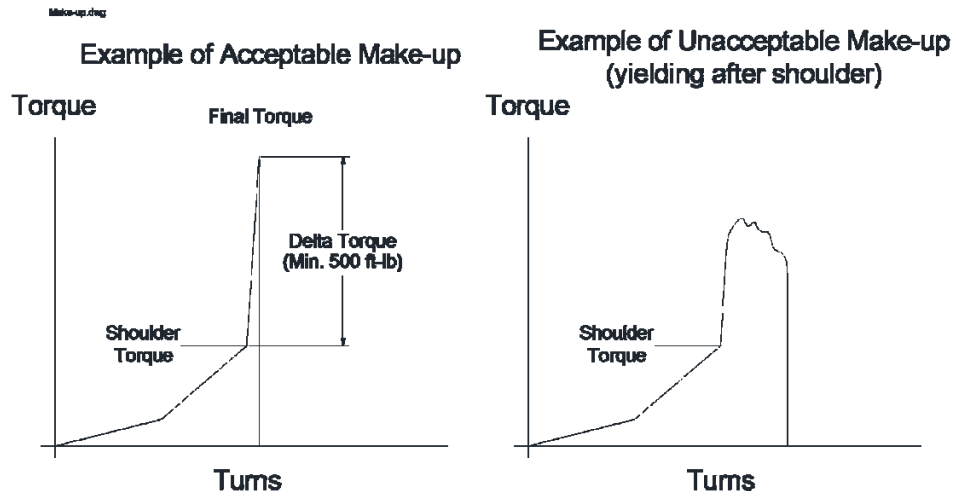 Make-up.dwg
Example of Acceptable Make-up
Torque
Final Torque
Delta Torque
(Min. 500 ft-lb)
Shoulder
Torque
Turns
Example of Unacceptable Make-up
(yielding after shoulder)
Torque
Shoulder
Torque
Turns